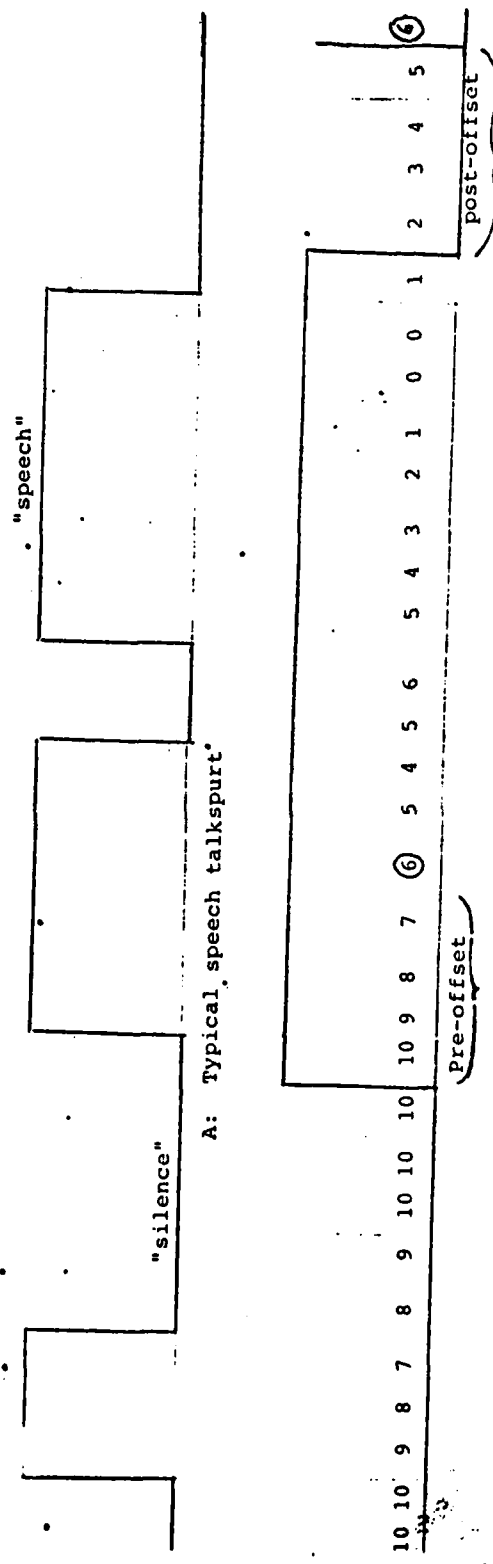 "speech"
"silence"
A: Typical speech talkspurt
10 10 9 8 7 8 9 10 10 10 10 9 8 7 6 5 4 5 6 5 4 3 2 1 0 0 1 2 3 4 5 6
Pre-offset
post-offset